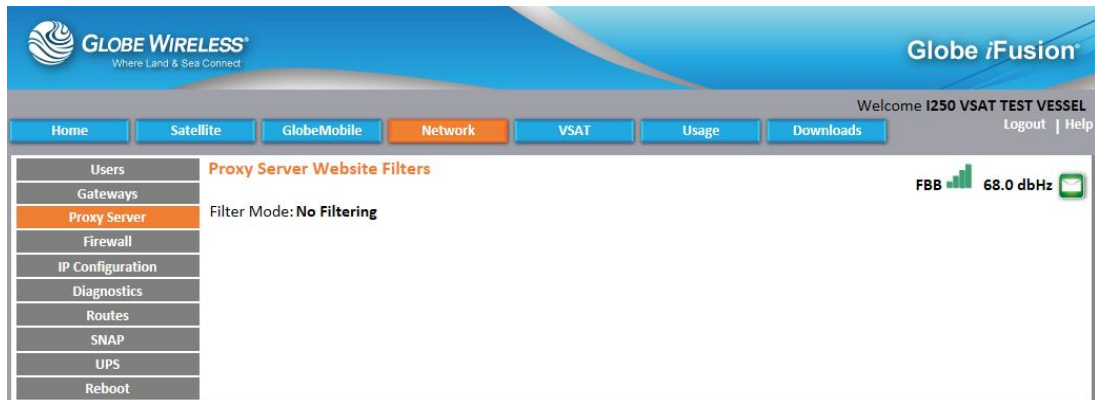 GLOBE WIRELESS®
Where Land & Sea Connect
Globe iFusion®
Welcome I250 VSAT TEST VESSEL
Logout | Help
Home Satellite GlobeMobile Network VSAT Usage Downloads
Users
Gateways
Proxy Server
Firewall
IP Configuration
Diagnostics
Routes
SNAP
UPS
Reboot
Proxy Server Website Filters
FBB 68.0 dbHz
Filter Mode: No Filtering